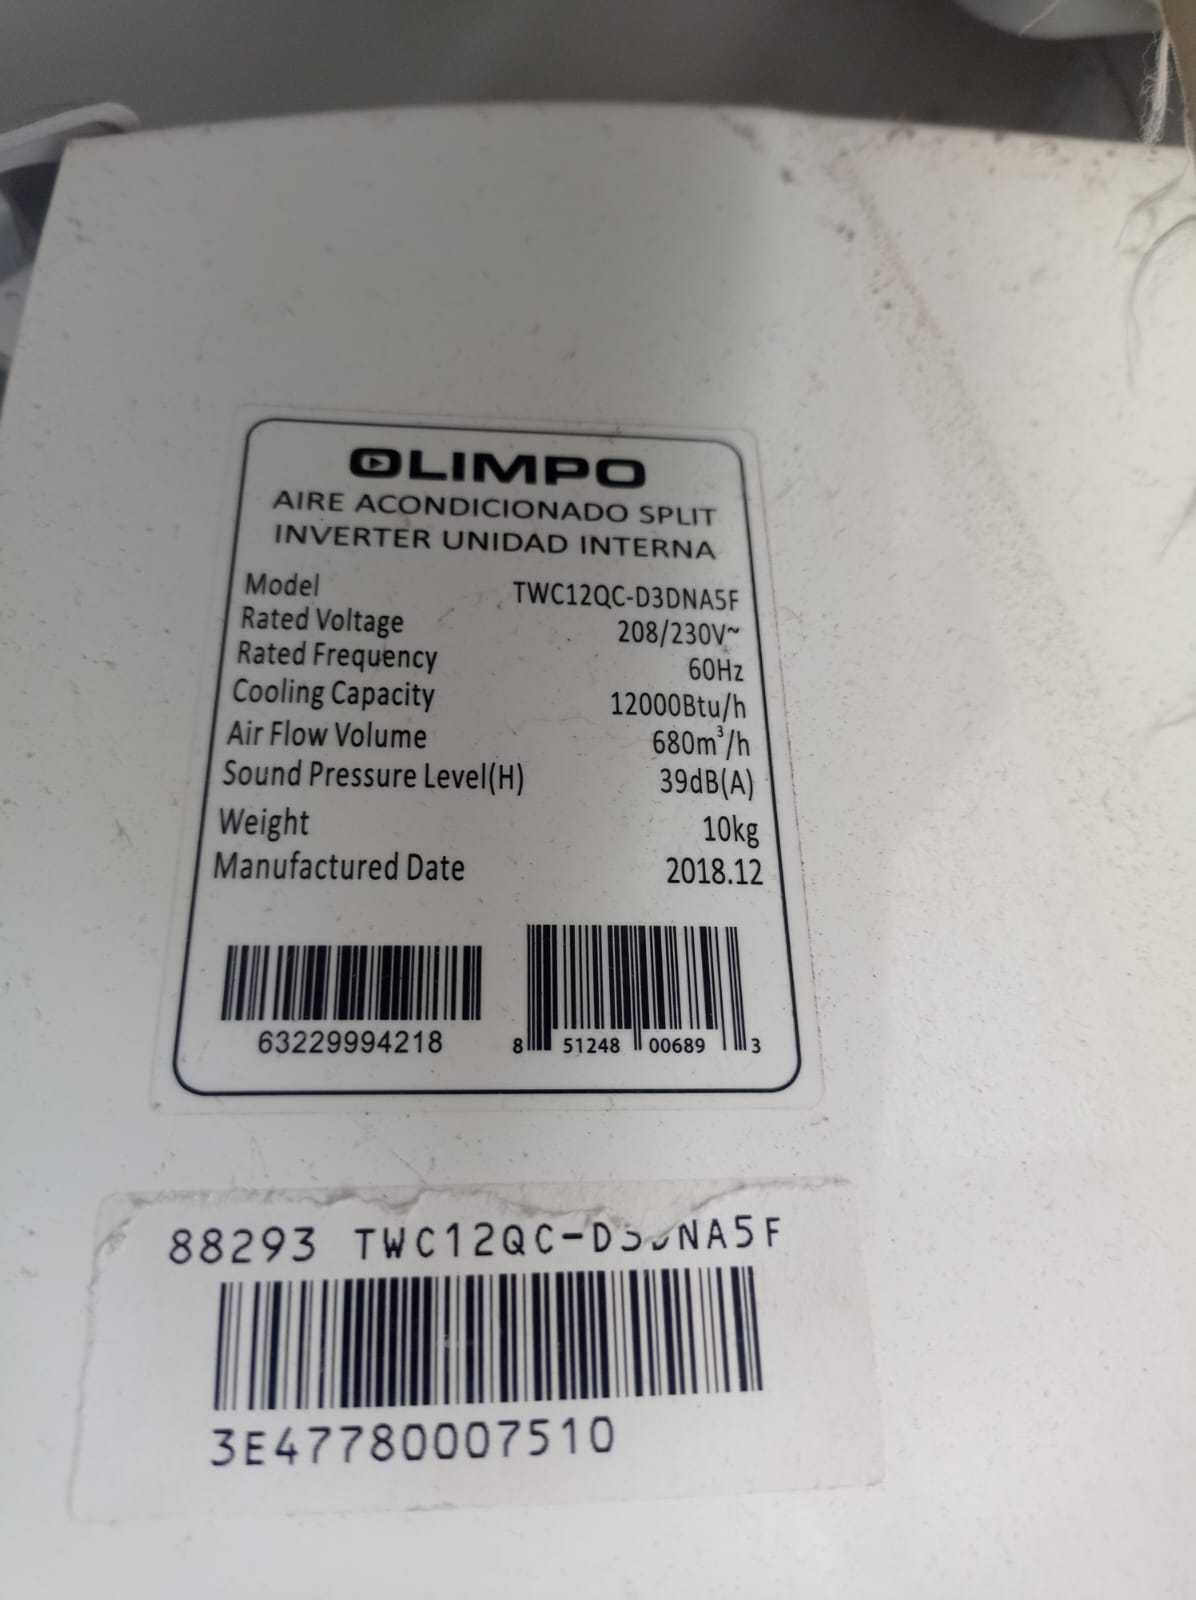 OLIMPO
AIRE ACONDICIONADO SPLIT
INVERTER UNIDAD INTERNA
Model TWC12QC-D3DNA5F
Rated Voltage 208/230V~
Rated Frequency 60Hz
Cooling Capacity 12000Btu/h
Air Flow Volume 680m³/h
Sound Pressure Level(H) 39dB(A)
Weight 10kg
Manufactured Date 2018.12
63229994218 8 51248 00689 3
88293 TWC12QC-D3DNA5F
3E47780007510